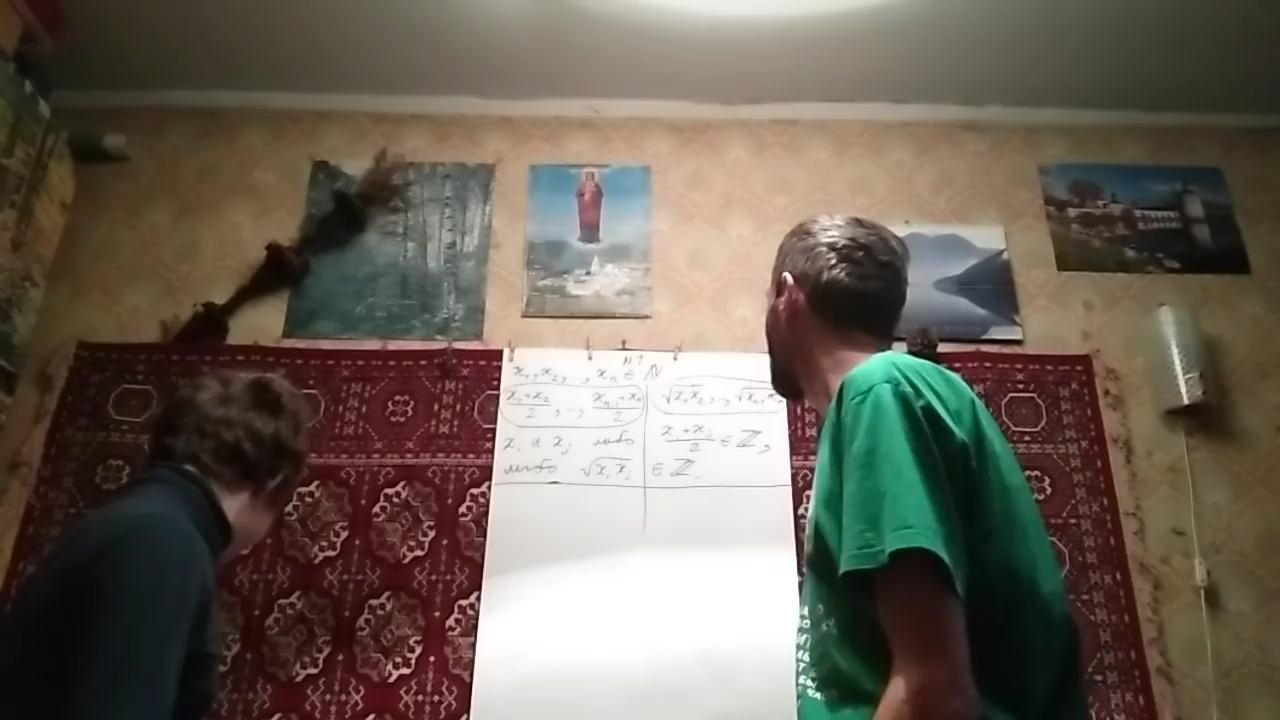 N 1
x₁, x₂, , xₙ ∈ ℕ
(x₁+x₂)/2, .., (xₙ₋₁+xₙ)/2 | √x₁x₂, .., √xₙ₋₁xₙ
xᵢ и xⱼ либо (xᵢ+xⱼ)/2 ∈ ℤ,
либо √xᵢxⱼ ∈ ℤ.